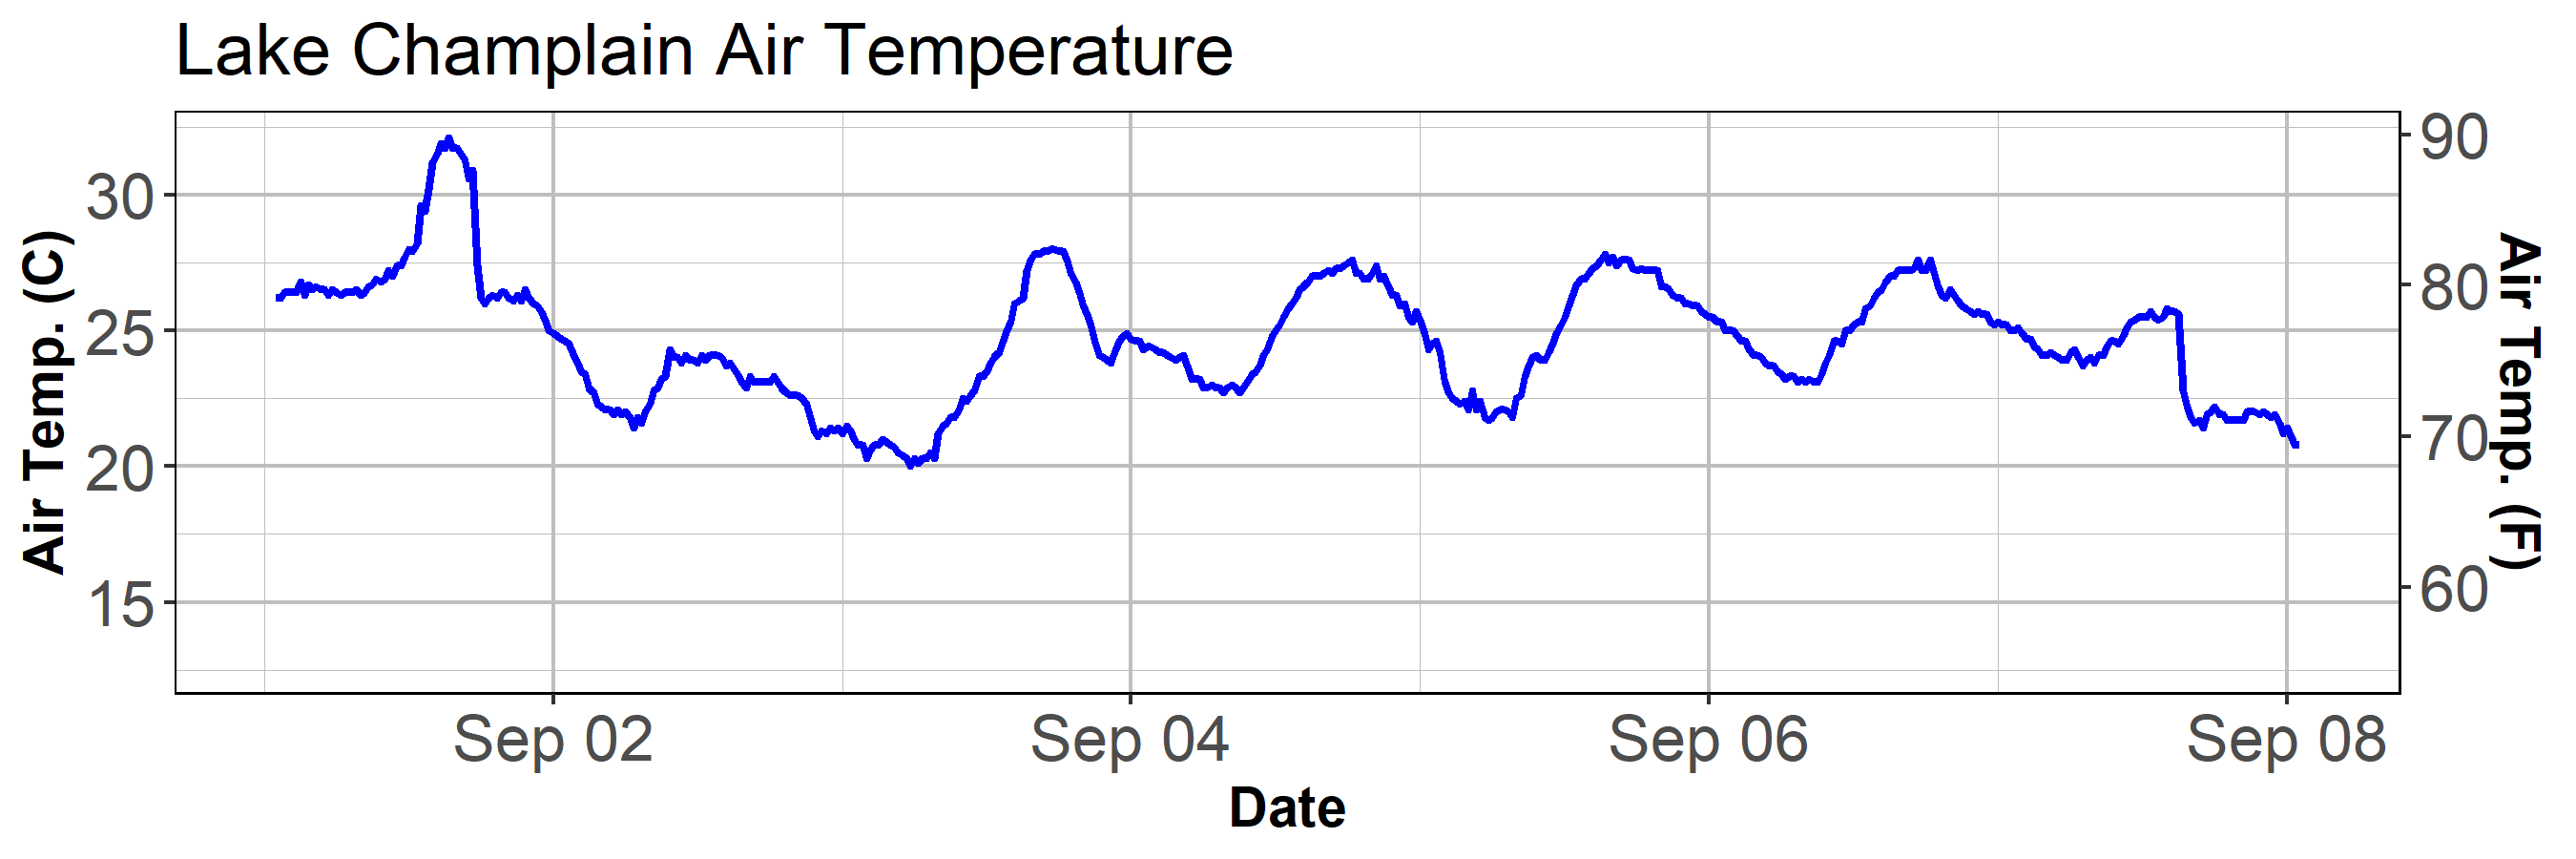 Lake Champlain Air Temperature
Air Temp. (C)
30
25
20
15
90
80
70
60
Air Temp. (F)
Sep 02
Sep 04
Sep 06
Sep 08
Date